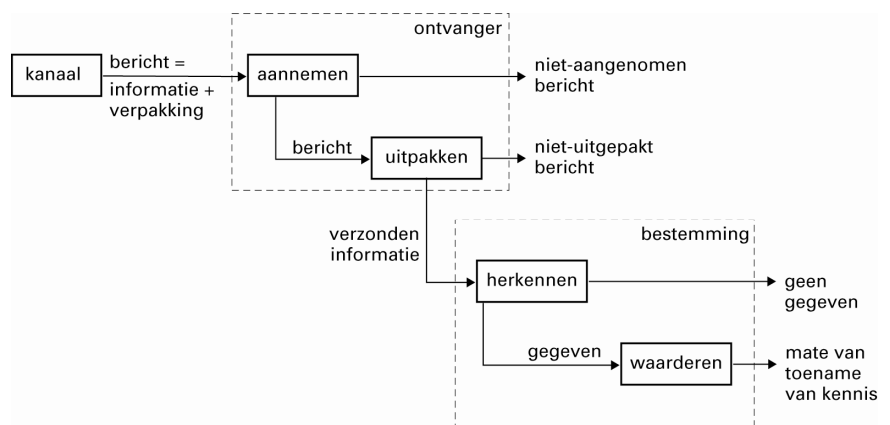 ontvanger
kanaal
bericht =
informatie +
verpakking
aannemen
niet-aangenomen
bericht
bericht
uitpakken
niet-uitgepakt
bericht
verzonden
informatie
bestemming
herkennen
geen
gegeven
gegeven
waarderen
mate van
toename
van kennis